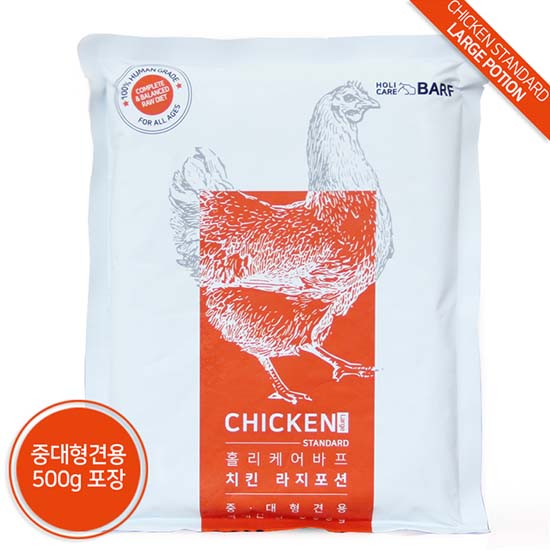 CHICKEN STANDARD
LARGE POTION
100% HUMAN GRADE
COMPLETE
& BALANCED
RAW DIET
FOR ALL AGES
HOLI
CARE BARF
CHICKEN Large
STANDARD
홀리케어바프
치킨 라지포션
중·대형견용
중대형견용
500g 포장